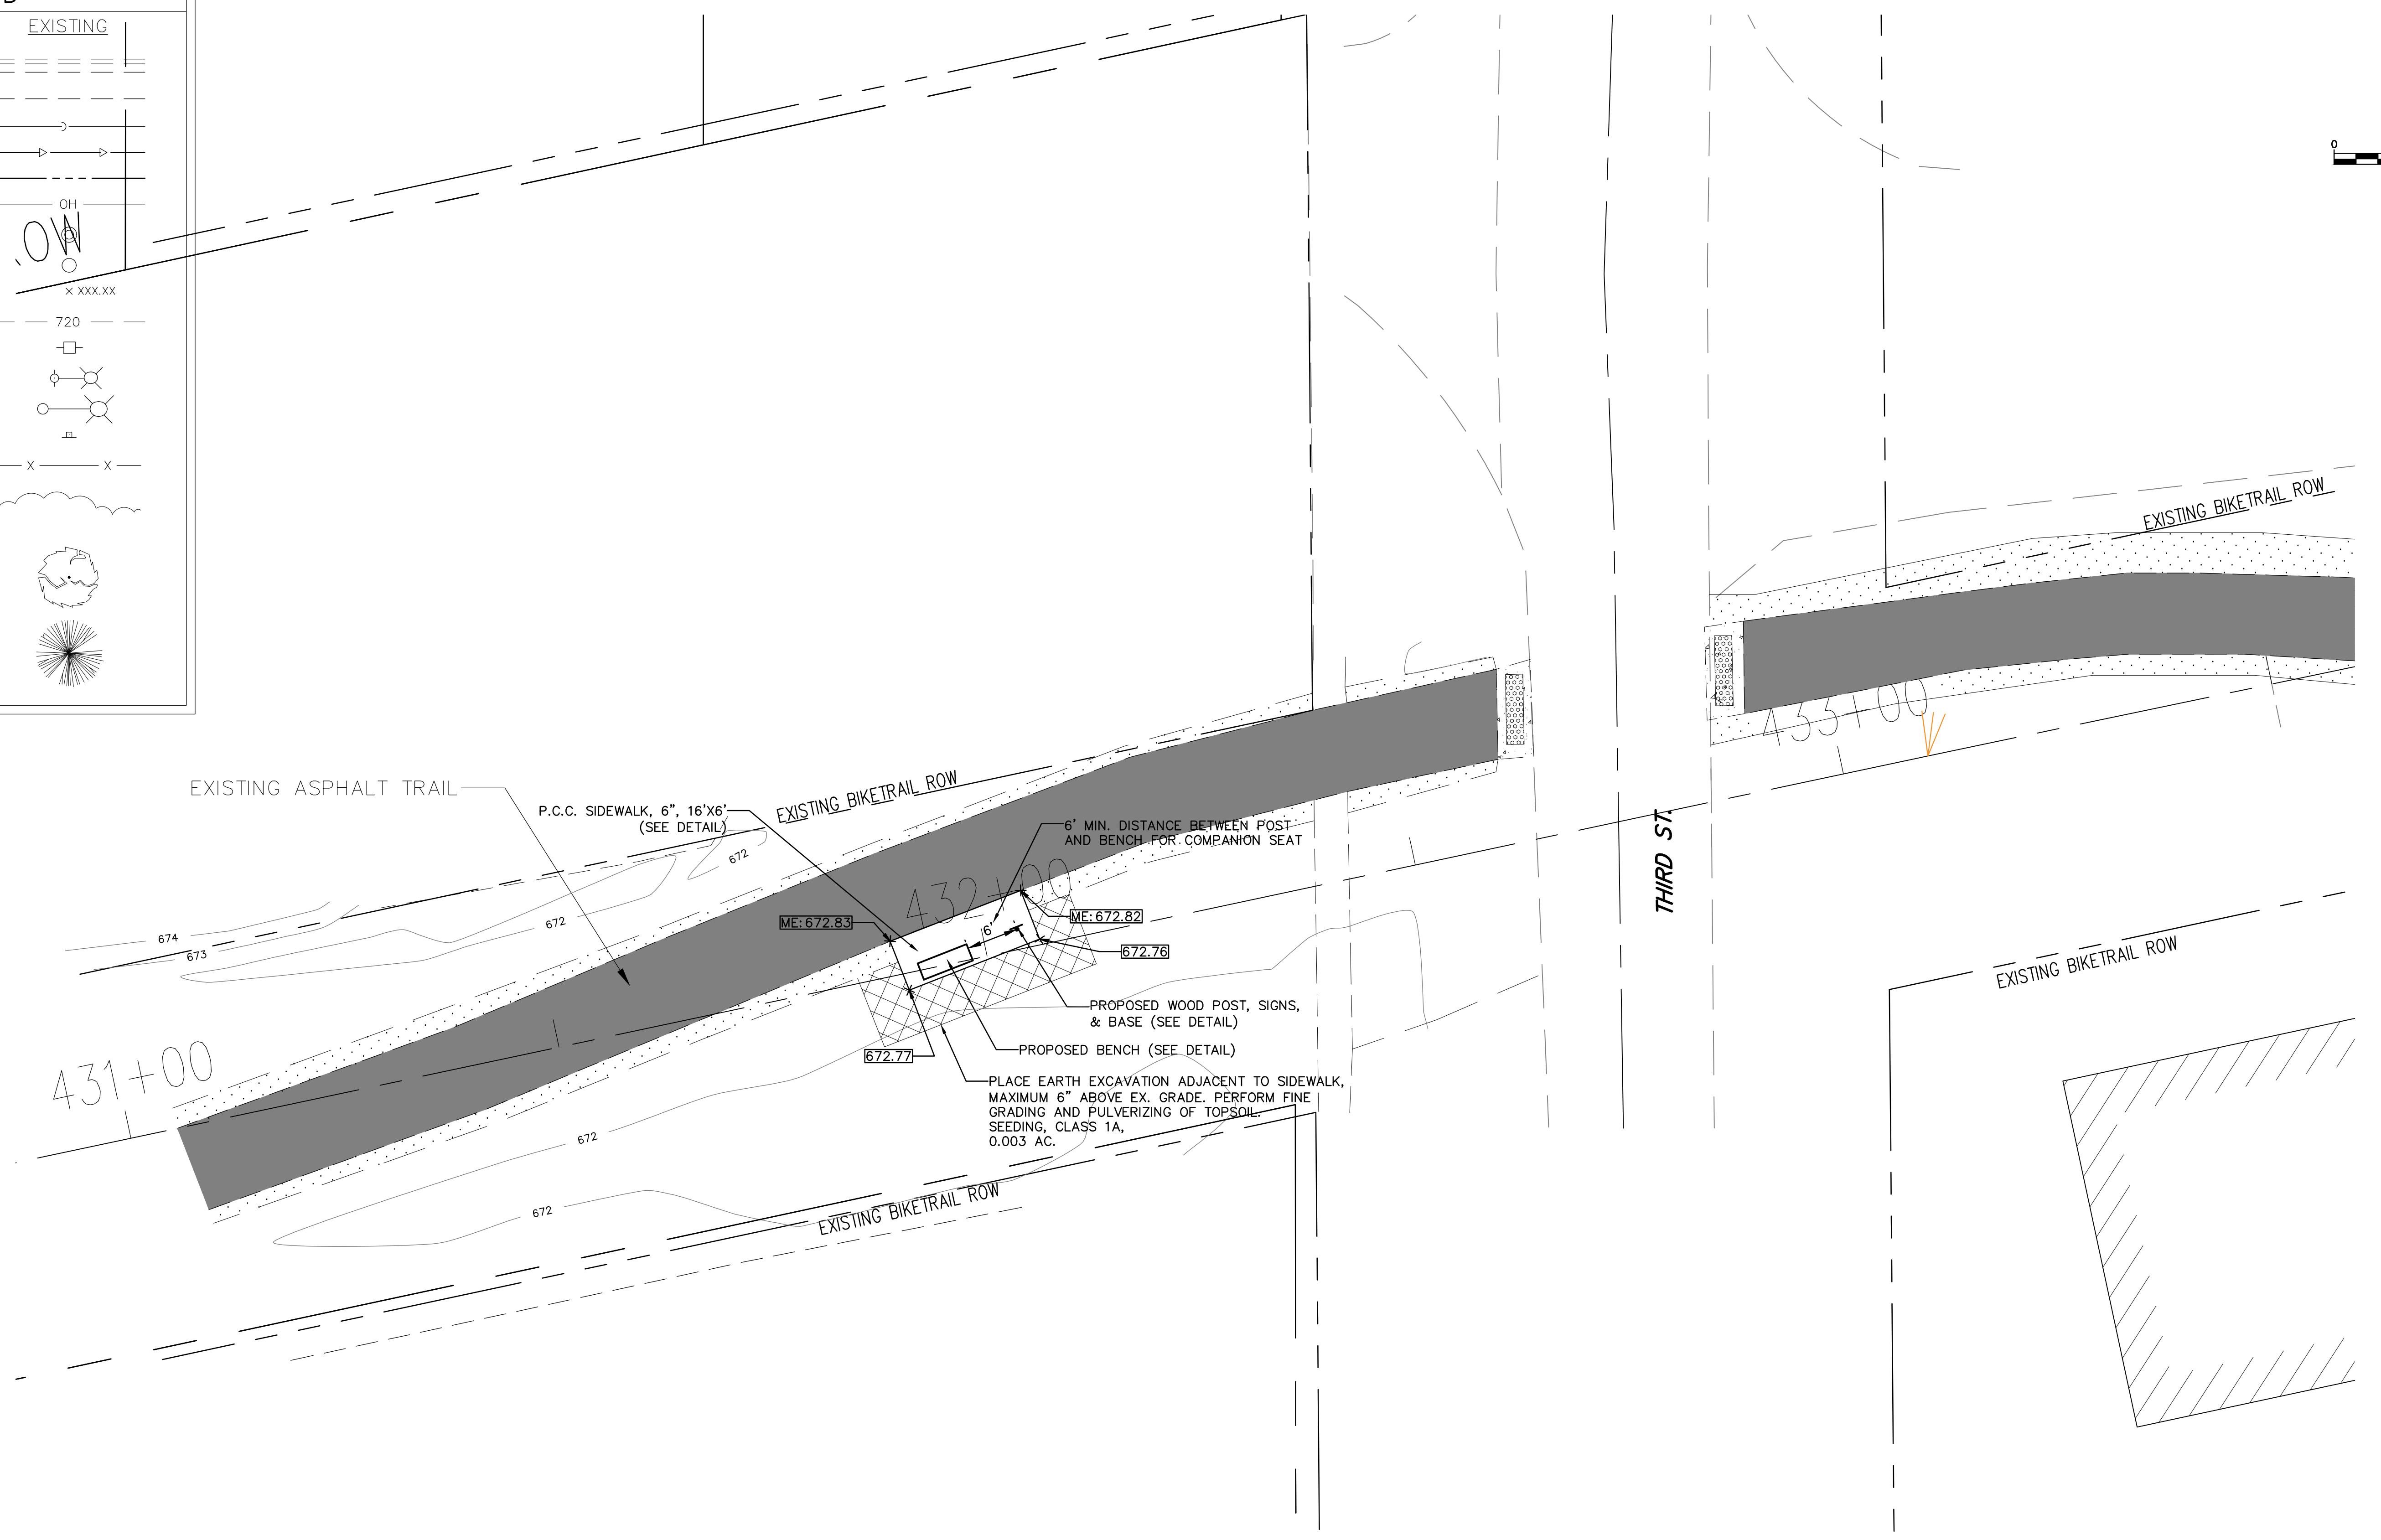 EXISTING
OH
.OW
× XXX.XX
720
X X
0
EXISTING BIKETRAIL ROW
433+00
EXISTING ASPHALT TRAIL
P.C.C. SIDEWALK, 6", 16'X6'
(SEE DETAIL)
EXISTING BIKETRAIL ROW
6' MIN. DISTANCE BETWEEN POST
AND BENCH FOR COMPANION SEAT
THIRD ST.
672
432+00
ME: 672.83
ME: 672.82
6'
672
674
673
672.76
EXISTING BIKETRAIL ROW
PROPOSED WOOD POST, SIGNS,
& BASE (SEE DETAIL)
PROPOSED BENCH (SEE DETAIL)
672.77
431+00
PLACE EARTH EXCAVATION ADJACENT TO SIDEWALK,
MAXIMUM 6" ABOVE EX. GRADE. PERFORM FINE
GRADING AND PULVERIZING OF TOPSOIL.
SEEDING, CLASS 1A,
0.003 AC.
672
672
EXISTING BIKETRAIL ROW